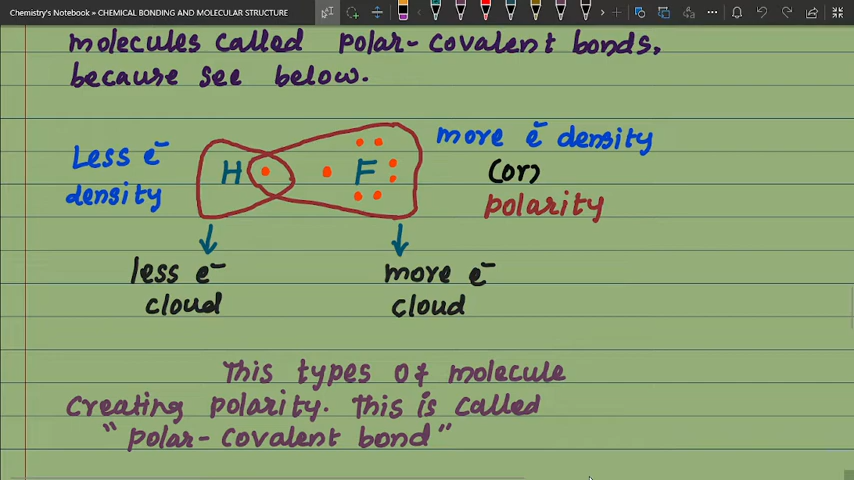 Chemistry's Notebook » CHEMICAL BONDING AND MOLECULAR STRUCTURE
molecules called polar-covalent bonds,
because see below.
Less e⁻
density
H F
more e⁻ density
(or)
polarity
less e⁻
cloud
more e⁻
cloud
This types of molecule
Creating polarity. This is called
"polar-covalent bond"